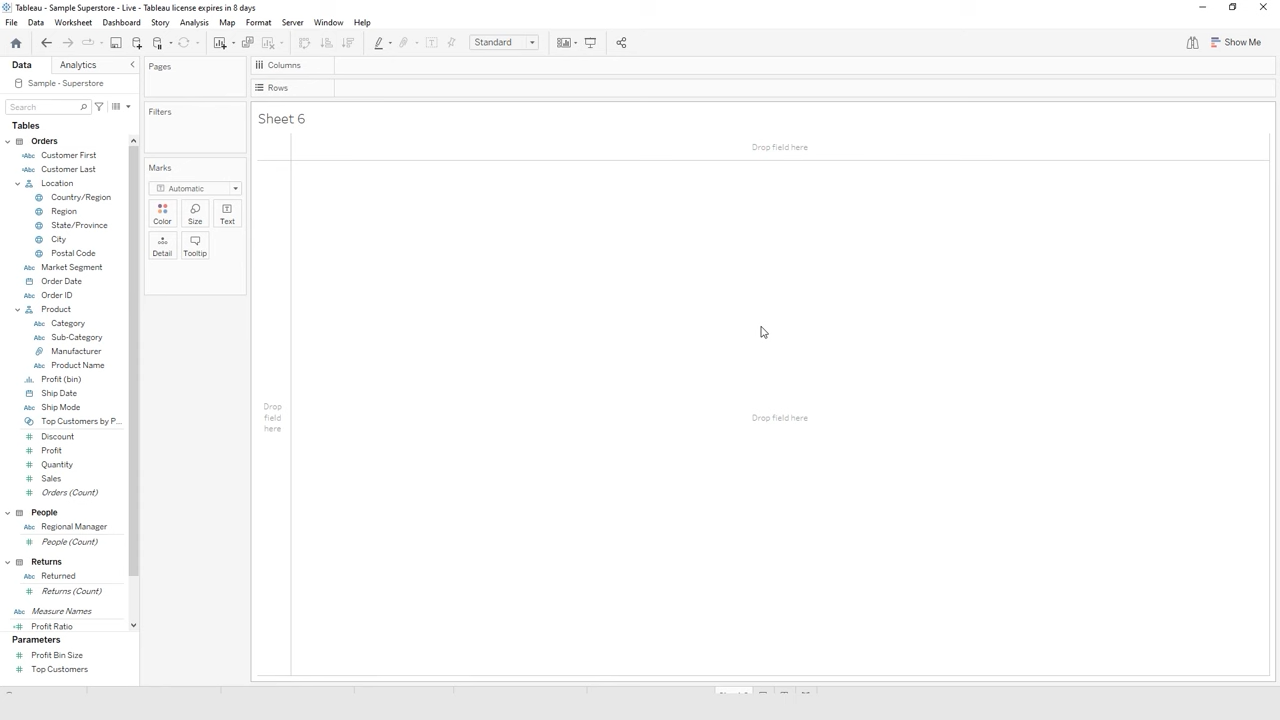 Tableau - Sample Superstore - Live - Tableau license expires in 8 days
File Data Worksheet Dashboard Story Analysis Map Format Server Window Help
Standard
Show Me
Data Analytics
Sample - Superstore
Search
Tables
Orders
Customer First
Customer Last
Location
Country/Region
Region
State/Province
City
Postal Code
Market Segment
Order Date
Order ID
Product
Category
Sub-Category
Manufacturer
Product Name
Profit (bin)
Ship Date
Ship Mode
Top Customers by P...
Discount
Profit
Quantity
Sales
Orders (Count)
People
Regional Manager
People (Count)
Returns
Returned
Returns (Count)
Measure Names
Profit Ratio
Parameters
Profit Bin Size
Top Customers
Pages
Filters
Marks
Automatic
Color Size Text
Detail Tooltip
Columns
Rows
Sheet 6
Drop field here
Drop
field
here
Drop field here